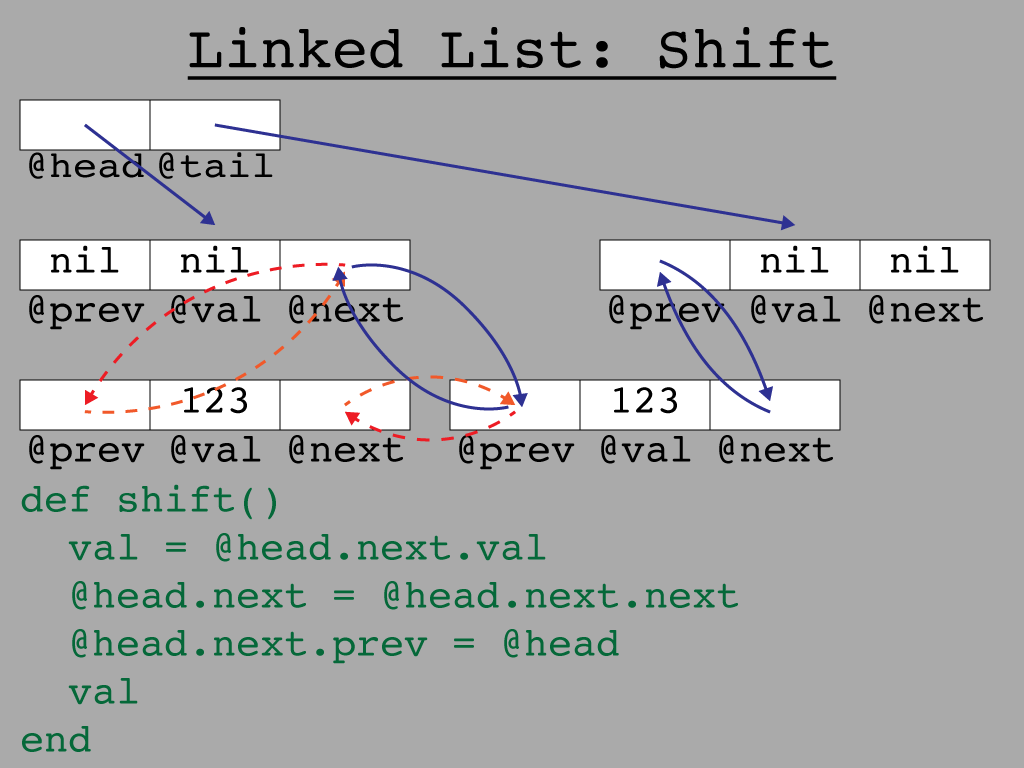 Linked List: Shift
@head @tail
nil nil nil nil
@prev @val @next @prev @val @next
123 123
@prev @val @next @prev @val @next
def shift()
  val = @head.next.val
  @head.next = @head.next.next
  @head.next.prev = @head
  val
end